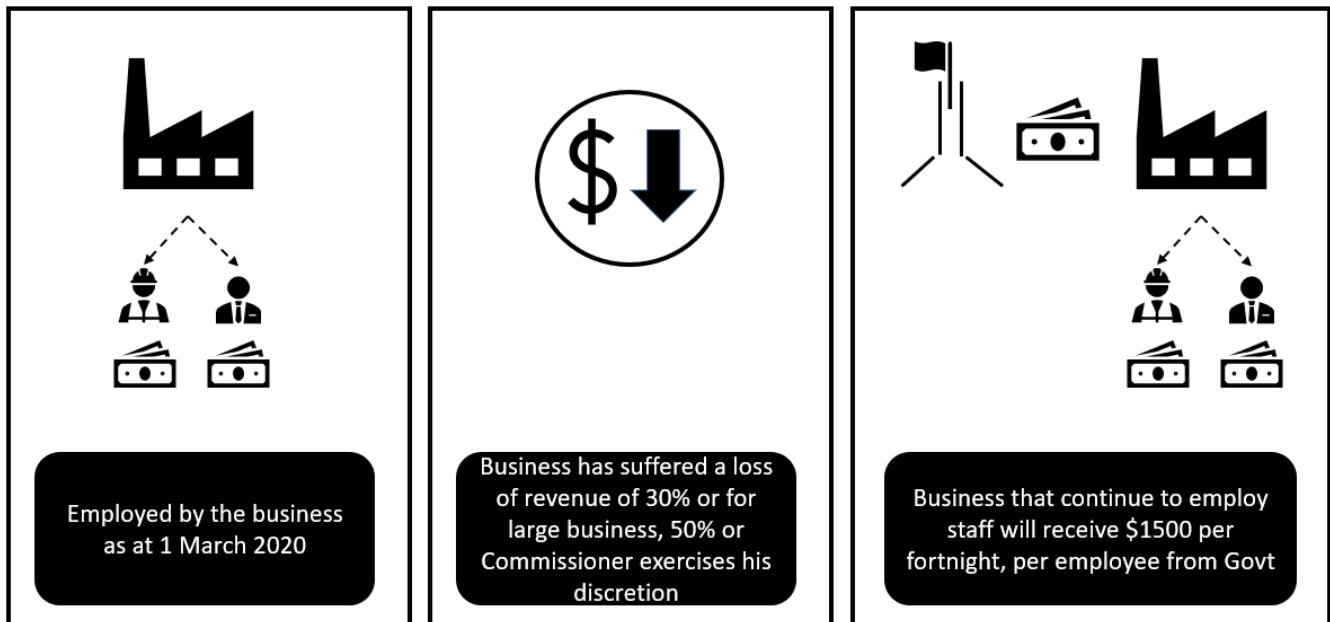 Employed by the business
as at 1 March 2020
Business has suffered a loss
of revenue of 30% or for
large business, 50% or
Commissioner exercises his
discretion
Business that continue to employ
staff will receive $1500 per
fortnight, per employee from Govt
$